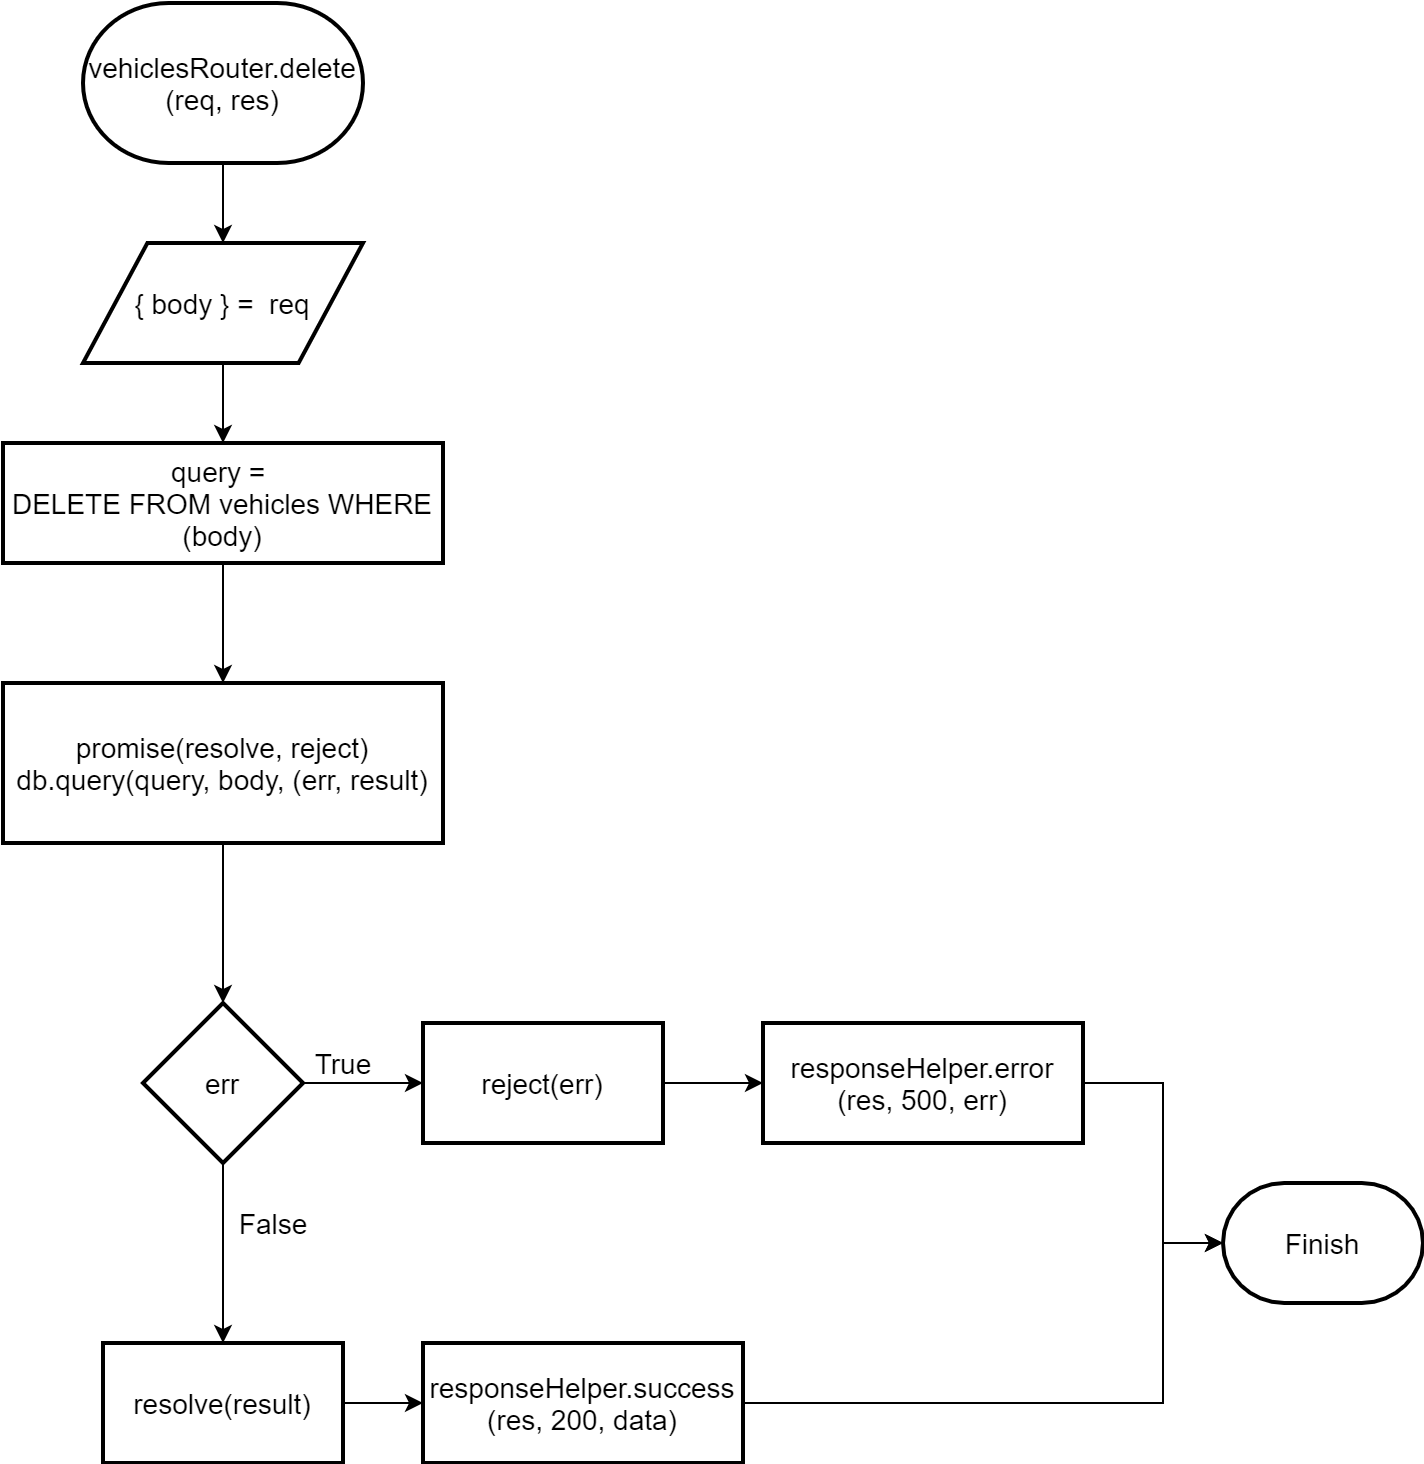 vehiclesRouter.delete
(req, res)
{ body } =  req
query =
DELETE FROM vehicles WHERE
(body)
promise(resolve, reject)
db.query(query, body, (err, result)
err
True
reject(err)
responseHelper.error
(res, 500, err)
False
Finish
resolve(result)
responseHelper.success
(res, 200, data)